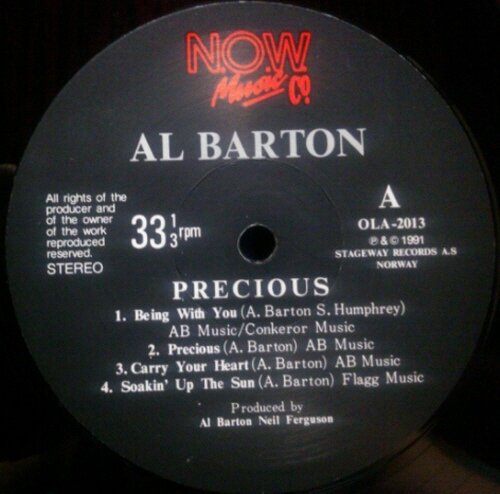 N.O.W.
Music Co.
AL BARTON
All rights of the
producer and
of the owner
of the work
reproduced
reserved.
STEREO
33 1/3 rpm
A
OLA-2013
℗ & © 1991
STAGEWAY RECORDS A.S
NORWAY
PRECIOUS
1. Being With You (A. Barton S. Humphrey)
AB Music/Conkeror Music
2. Precious (A. Barton) AB Music
3. Carry Your Heart (A. Barton) AB Music
4. Soakin' Up The Sun (A. Barton) Flagg Music
Produced by
Al Barton Neil Ferguson